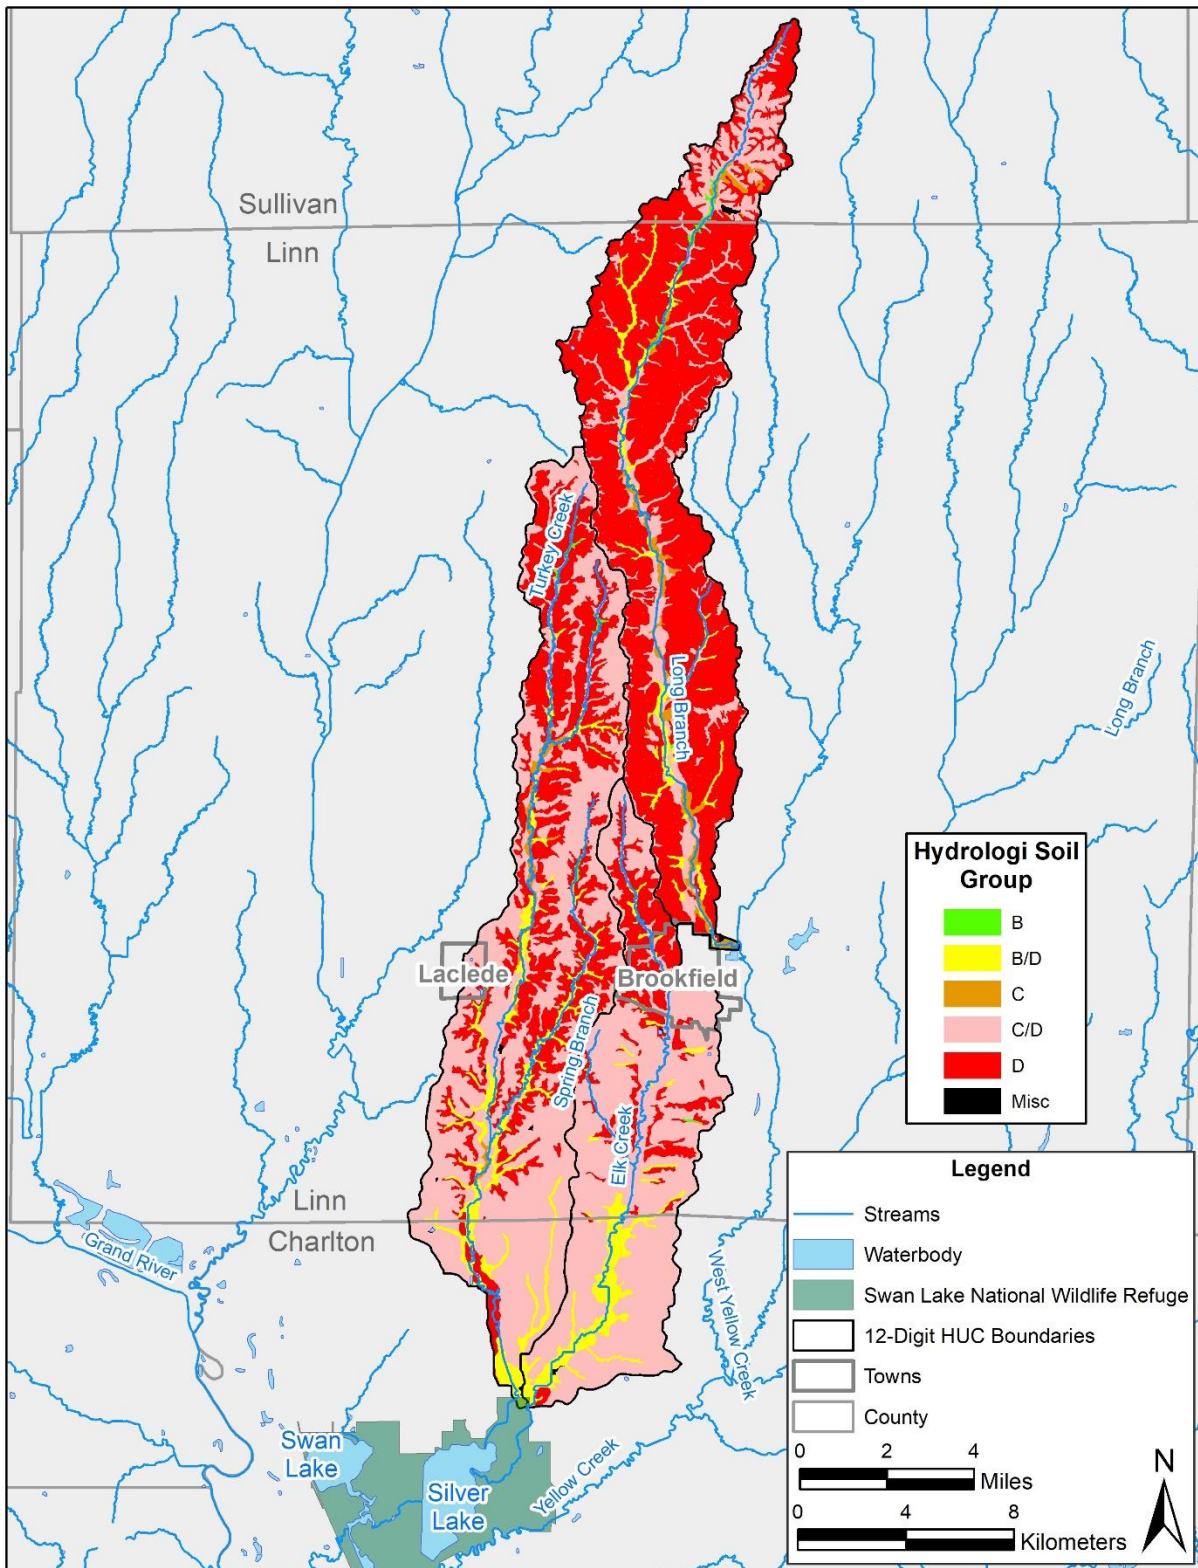 Sullivan
Linn
Turkey Creek
Long Branch
Long Branch
Hydrologi Soil
Group
B
B/D
C
C/D
D
Misc
Laclede
Brookfield
Spring Branch
Elk Creek
Linn
Charlton
Grand River
West Yellow Creek
Swan
Lake
Silver
Lake
Yellow Creek
Legend
Streams
Waterbody
Swan Lake National Wildlife Refuge
12-Digit HUC Boundaries
Towns
County
0 2 4
Miles
0 4 8
Kilometers
N